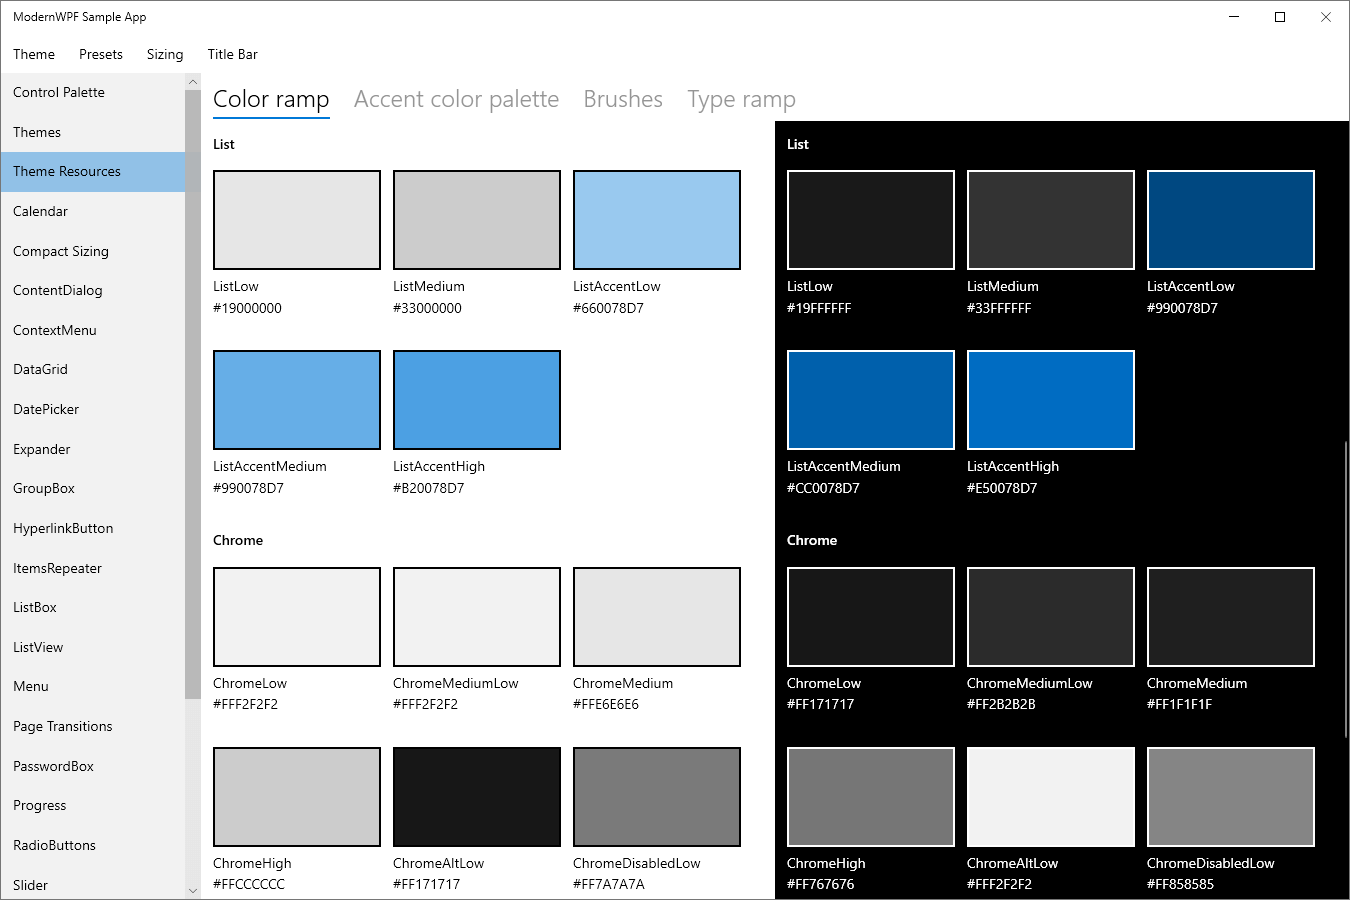 ModernWPF Sample App
Theme Presets Sizing Title Bar
Control Palette
Themes
Theme Resources
Calendar
Compact Sizing
ContentDialog
ContextMenu
DataGrid
DatePicker
Expander
GroupBox
HyperlinkButton
ItemsRepeater
ListBox
ListView
Menu
Page Transitions
PasswordBox
Progress
RadioButtons
Slider
Color ramp Accent color palette Brushes Type ramp
List
ListLow ListMedium ListAccentLow
#19000000 #33000000 #660078D7
ListAccentMedium ListAccentHigh
#990078D7 #B20078D7
Chrome
ChromeLow ChromeMediumLow ChromeMedium
#FFF2F2F2 #FFF2F2F2 #FFE6E6E6
ChromeHigh ChromeAltLow ChromeDisabledLow
#FFCCCCCC #FF171717 #FF7A7A7A
List
ListLow ListMedium ListAccentLow
#19FFFFFF #33FFFFFF #990078D7
ListAccentMedium ListAccentHigh
#CC0078D7 #E50078D7
Chrome
ChromeLow ChromeMediumLow ChromeMedium
#FF171717 #FF2B2B2B #FF1F1F1F
ChromeHigh ChromeAltLow ChromeDisabledLow
#FF767676 #FFF2F2F2 #FF858585